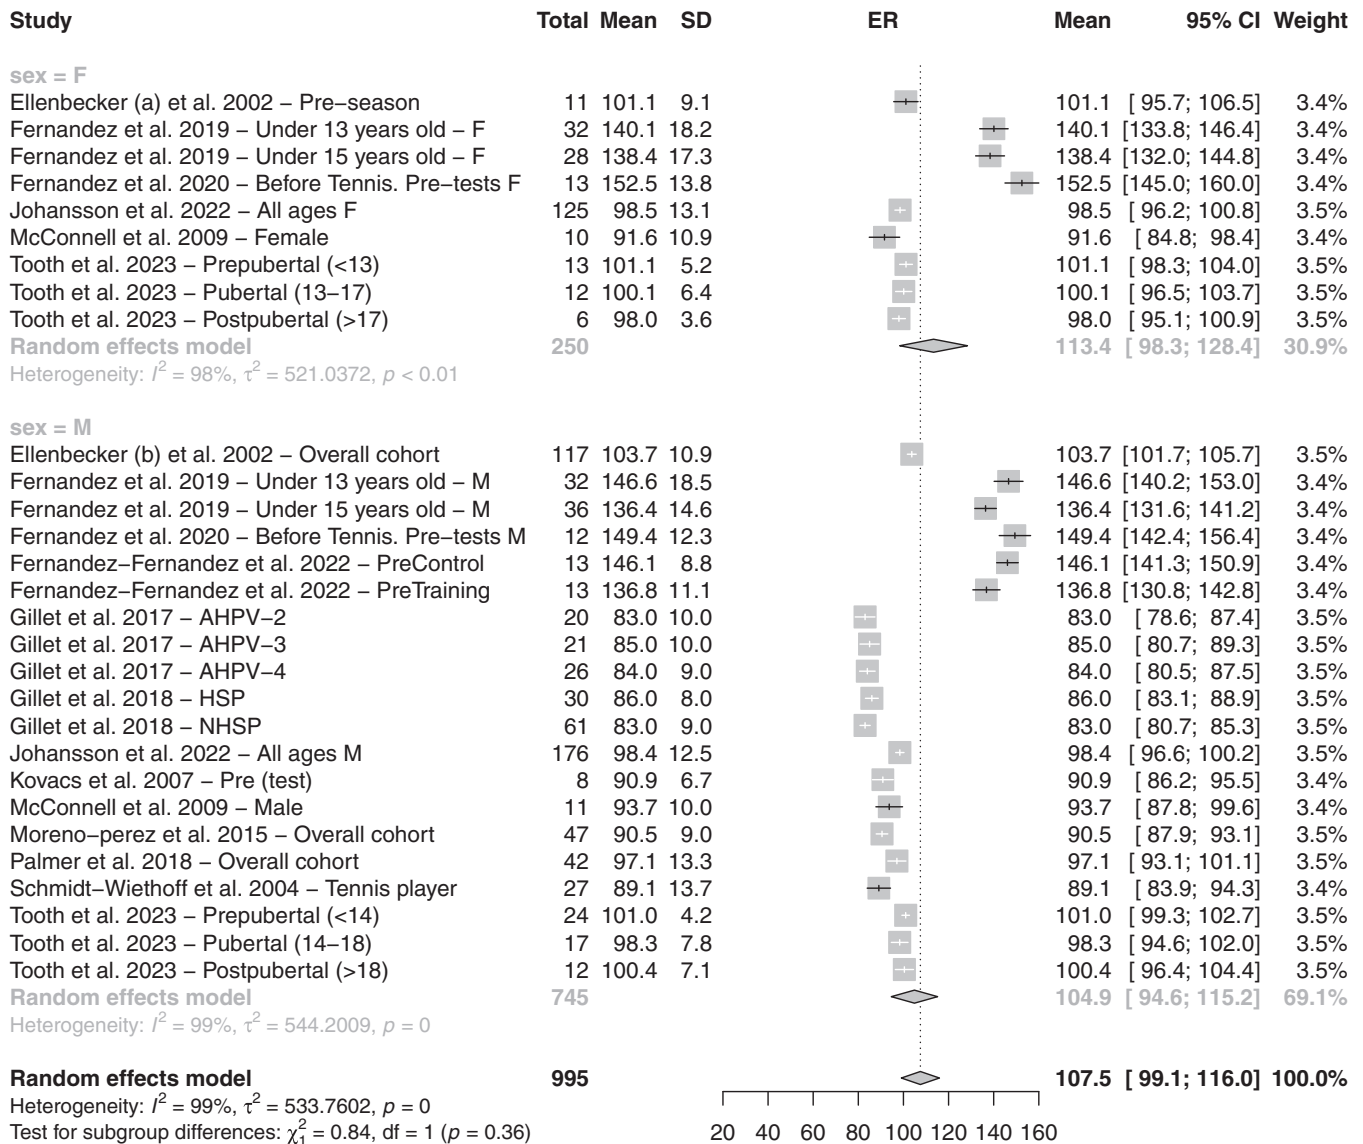 Study Total Mean SD ER Mean 95% CI Weight
sex = F
Ellenbecker (a) et al. 2002 − Pre−season 11 101.1 9.1 101.1 [ 95.7; 106.5] 3.4%
Fernandez et al. 2019 − Under 13 years old − F 32 140.1 18.2 140.1 [133.8; 146.4] 3.4%
Fernandez et al. 2019 − Under 15 years old − F 28 138.4 17.3 138.4 [132.0; 144.8] 3.4%
Fernandez et al. 2020 − Before Tennis. Pre−tests F 13 152.5 13.8 152.5 [145.0; 160.0] 3.4%
Johansson et al. 2022 − All ages F 125 98.5 13.1 98.5 [ 96.2; 100.8] 3.5%
McConnell et al. 2009 − Female 10 91.6 10.9 91.6 [ 84.8; 98.4] 3.4%
Tooth et al. 2023 − Prepubertal (<13) 13 101.1 5.2 101.1 [ 98.3; 104.0] 3.5%
Tooth et al. 2023 − Pubertal (13−17) 12 100.1 6.4 100.1 [ 96.5; 103.7] 3.5%
Tooth et al. 2023 − Postpubertal (>17) 6 98.0 3.6 98.0 [ 95.1; 100.9] 3.5%
Random effects model 250 113.4 [ 98.3; 128.4] 30.9%
Heterogeneity: I² = 98%, τ² = 521.0372, p < 0.01
sex = M
Ellenbecker (b) et al. 2002 − Overall cohort 117 103.7 10.9 103.7 [101.7; 105.7] 3.5%
Fernandez et al. 2019 − Under 13 years old − M 32 146.6 18.5 146.6 [140.2; 153.0] 3.4%
Fernandez et al. 2019 − Under 15 years old − M 36 136.4 14.6 136.4 [131.6; 141.2] 3.4%
Fernandez et al. 2020 − Before Tennis. Pre−tests M 12 149.4 12.3 149.4 [142.4; 156.4] 3.4%
Fernandez−Fernandez et al. 2022 − PreControl 13 146.1 8.8 146.1 [141.3; 150.9] 3.4%
Fernandez−Fernandez et al. 2022 − PreTraining 13 136.8 11.1 136.8 [130.8; 142.8] 3.4%
Gillet et al. 2017 − AHPV−2 20 83.0 10.0 83.0 [ 78.6; 87.4] 3.5%
Gillet et al. 2017 − AHPV−3 21 85.0 10.0 85.0 [ 80.7; 89.3] 3.5%
Gillet et al. 2017 − AHPV−4 26 84.0 9.0 84.0 [ 80.5; 87.5] 3.5%
Gillet et al. 2018 − HSP 30 86.0 8.0 86.0 [ 83.1; 88.9] 3.5%
Gillet et al. 2018 − NHSP 61 83.0 9.0 83.0 [ 80.7; 85.3] 3.5%
Johansson et al. 2022 − All ages M 176 98.4 12.5 98.4 [ 96.6; 100.2] 3.5%
Kovacs et al. 2007 − Pre (test) 8 90.9 6.7 90.9 [ 86.2; 95.5] 3.4%
McConnell et al. 2009 − Male 11 93.7 10.0 93.7 [ 87.8; 99.6] 3.4%
Moreno−perez et al. 2015 − Overall cohort 47 90.5 9.0 90.5 [ 87.9; 93.1] 3.5%
Palmer et al. 2018 − Overall cohort 42 97.1 13.3 97.1 [ 93.1; 101.1] 3.5%
Schmidt−Wiethoff et al. 2004 − Tennis player 27 89.1 13.7 89.1 [ 83.9; 94.3] 3.4%
Tooth et al. 2023 − Prepubertal (<14) 24 101.0 4.2 101.0 [ 99.3; 102.7] 3.5%
Tooth et al. 2023 − Pubertal (14−18) 17 98.3 7.8 98.3 [ 94.6; 102.0] 3.5%
Tooth et al. 2023 − Postpubertal (>18) 12 100.4 7.1 100.4 [ 96.4; 104.4] 3.5%
Random effects model 745 104.9 [ 94.6; 115.2] 69.1%
Heterogeneity: I² = 99%, τ² = 544.2009, p = 0
Random effects model 995 107.5 [ 99.1; 116.0] 100.0%
Heterogeneity: I² = 99%, τ² = 533.7602, p = 0
Test for subgroup differences: χ²₁ = 0.84, df = 1 (p = 0.36)
20 40 60 80 100 120 140 160